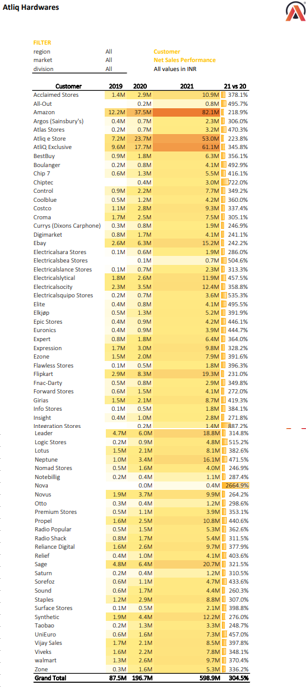 Atliq Hardwares
FILTER
region All Customer
market All Net Sales Performance
division All All values in INR
Customer 2019 2020 2021 21 vs 20
Acclaimed Stores 1.4M 2.9M 10.9M 378.1%
All-Out 0.2M 0.8M 495.7%
Amazon 12.2M 37.5M 82.1M 218.9%
Argos (Sainsbury's) 0.4M 0.7M 2.3M 306.0%
Atlas Stores 0.2M 0.7M 3.2M 470.3%
Atliq e Store 7.2M 23.7M 53.0M 223.8%
AtliQ Exclusive 9.6M 17.7M 61.1M 345.8%
BestBuy 0.9M 1.8M 6.3M 356.1%
Boulanger 0.2M 0.8M 4.1M 492.9%
Chip 7 0.6M 1.3M 5.5M 416.1%
Chiptec 0.4M 3.0M 722.0%
Control 0.9M 2.2M 7.7M 349.2%
Coolblue 0.5M 1.2M 4.2M 360.0%
Costco 1.1M 2.8M 9.3M 337.4%
Croma 1.7M 2.5M 7.5M 305.1%
Currys (Dixons Carphone) 0.3M 0.8M 1.9M 246.9%
Digimarket 0.8M 1.7M 4.1M 241.1%
Ebay 2.6M 6.3M 15.2M 242.2%
Electricalsara Stores 0.1M 0.6M 1.9M 286.0%
Electricalsbea Stores 0.1M 0.7M 504.6%
Electricalslance Stores 0.1M 0.7M 2.3M 313.3%
Electricalslytical 1.8M 2.6M 11.9M 457.5%
Electricalsocity 2.3M 3.5M 12.4M 358.8%
Electricalsquipo Stores 0.2M 0.7M 3.6M 535.3%
Elite 0.4M 0.8M 4.1M 495.5%
Elkjøp 0.5M 1.3M 5.2M 391.9%
Epic Stores 0.4M 0.9M 4.2M 446.1%
Euronics 0.4M 0.9M 3.9M 444.7%
Expert 0.8M 1.8M 6.4M 364.0%
Expression 1.7M 3.0M 9.8M 328.2%
Ezone 1.5M 2.0M 7.9M 391.6%
Flawless Stores 0.1M 0.5M 1.8M 396.3%
Flipkart 2.9M 8.3M 19.3M 231.0%
Fnac-Darty 0.5M 0.8M 2.9M 349.8%
Forward Stores 0.6M 1.5M 4.1M 272.0%
Girias 1.5M 2.1M 8.7M 419.3%
Info Stores 0.1M 0.5M 1.8M 384.1%
Insight 0.4M 1.0M 2.8M 271.8%
Integration Stores 0.2M 1.4M 887.2%
Leader 4.7M 6.0M 18.8M 314.8%
Logic Stores 0.2M 0.9M 4.8M 515.2%
Lotus 1.5M 2.1M 8.1M 382.6%
Neptune 1.0M 3.4M 16.1M 471.5%
Nomad Stores 0.5M 1.6M 4.0M 246.9%
Notebillig 0.2M 0.4M 1.1M 287.4%
Nova 0.0M 0.4M 2664.9%
Novus 1.9M 3.7M 9.9M 264.2%
Otto 0.3M 0.4M 1.2M 298.6%
Premium Stores 0.5M 1.1M 3.9M 353.1%
Propel 1.6M 2.5M 10.8M 440.6%
Radio Popular 0.5M 1.5M 5.3M 362.6%
Radio Shack 0.8M 1.7M 5.4M 311.5%
Reliance Digital 1.6M 2.6M 9.7M 377.9%
Relief 0.4M 1.0M 4.1M 403.6%
Sage 4.8M 6.4M 20.7M 321.5%
Saturn 0.2M 0.4M 1.2M 310.5%
Sorefoz 0.6M 1.1M 4.7M 433.6%
Sound 0.6M 1.7M 4.4M 260.3%
Staples 1.2M 2.9M 8.8M 307.0%
Surface Stores 0.1M 0.5M 2.1M 398.8%
Synthetic 1.9M 4.4M 12.2M 276.0%
Taobao 0.2M 1.3M 3.3M 248.7%
UniEuro 0.6M 1.6M 7.3M 457.0%
Vijay Sales 1.7M 2.1M 8.5M 397.8%
Viveks 1.6M 2.2M 7.8M 348.1%
walmart 1.3M 2.6M 9.7M 370.4%
Zone 0.3M 1.6M 5.3M 336.2%
Grand Total 87.5M 196.7M 598.9M 304.5%